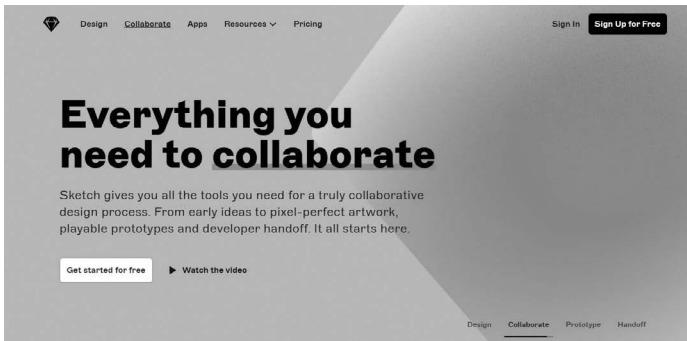 Design Collaborate Apps Resources Pricing Sign In Sign Up for Free
Everything you
need to collaborate
Sketch gives you all the tools you need for a truly collaborative
design process. From early ideas to pixel-perfect artwork,
playable prototypes and developer handoff. It all starts here.
Get started for free Watch the video
Design Collaborate Prototype Handoff